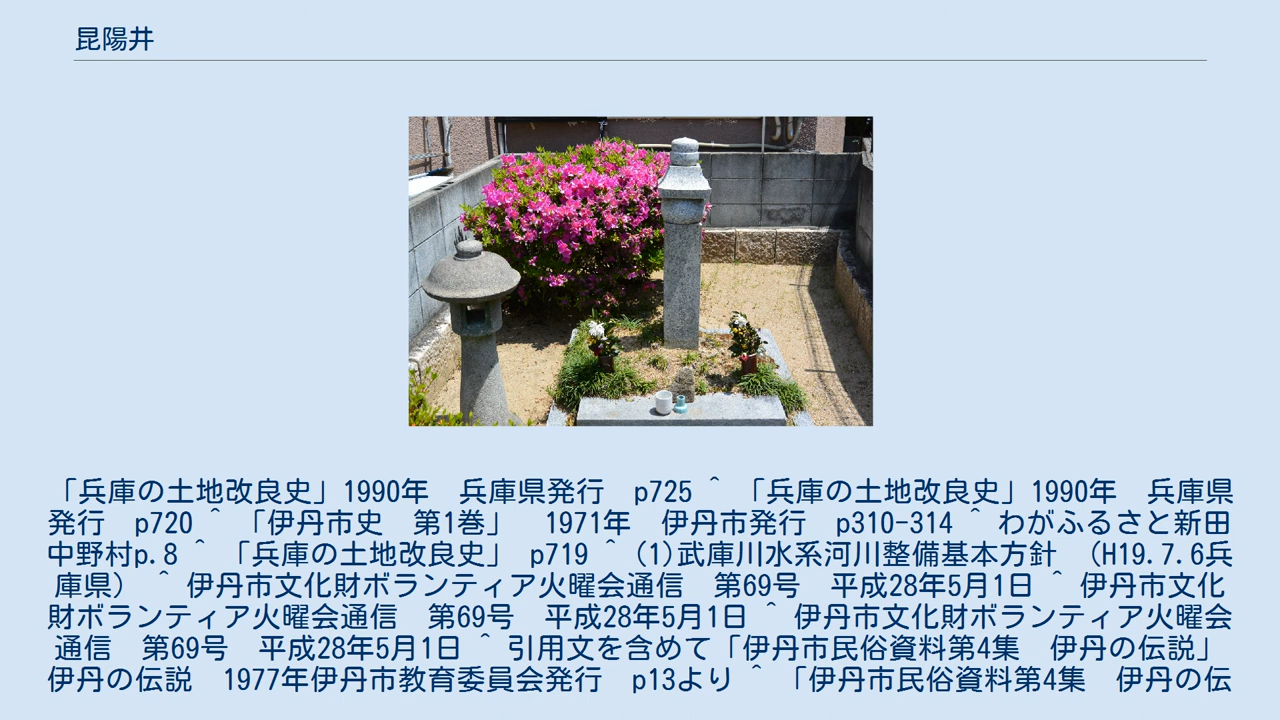 昆陽井
「兵庫の土地改良史」1990年　兵庫県発行　p725 ^ 「兵庫の土地改良史」1990年　兵庫県
発行　p720 ^ 「伊丹市史　第1巻」　1971年　伊丹市発行　p310-314 ^ わがふるさと新田
中野村p.8 ^ 「兵庫の土地改良史」 p719 ^ (1)武庫川水系河川整備基本方針　(H19.7.6兵
庫県） ^ 伊丹市文化財ボランティア火曜会通信　第69号　平成28年5月1日 ^ 伊丹市文化
財ボランティア火曜会通信　第69号　平成28年5月1日 ^ 伊丹市文化財ボランティア火曜会
通信　第69号　平成28年5月1日 ^ 引用文を含めて「伊丹市民俗資料第4集　伊丹の伝説」
伊丹の伝説　1977年伊丹市教育委員会発行　p13より ^ 「伊丹市民俗資料第4集　伊丹の伝